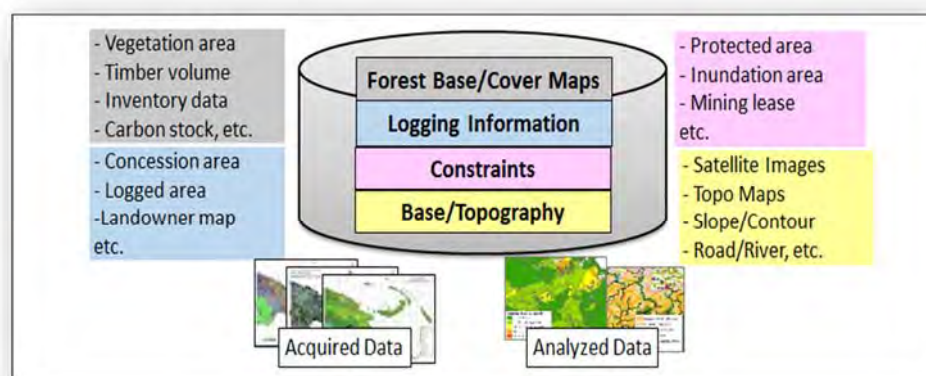 - Vegetation area
- Timber volume
- Inventory data
- Carbon stock, etc.
- Concession area
- Logged area
-Landowner map
etc.
Forest Base/Cover Maps
Logging Information
Constraints
Base/Topography
- Protected area
- Inundation area
- Mining lease
etc.
- Satellite Images
- Topo Maps
- Slope/Contour
- Road/River, etc.
Acquired Data
Analyzed Data